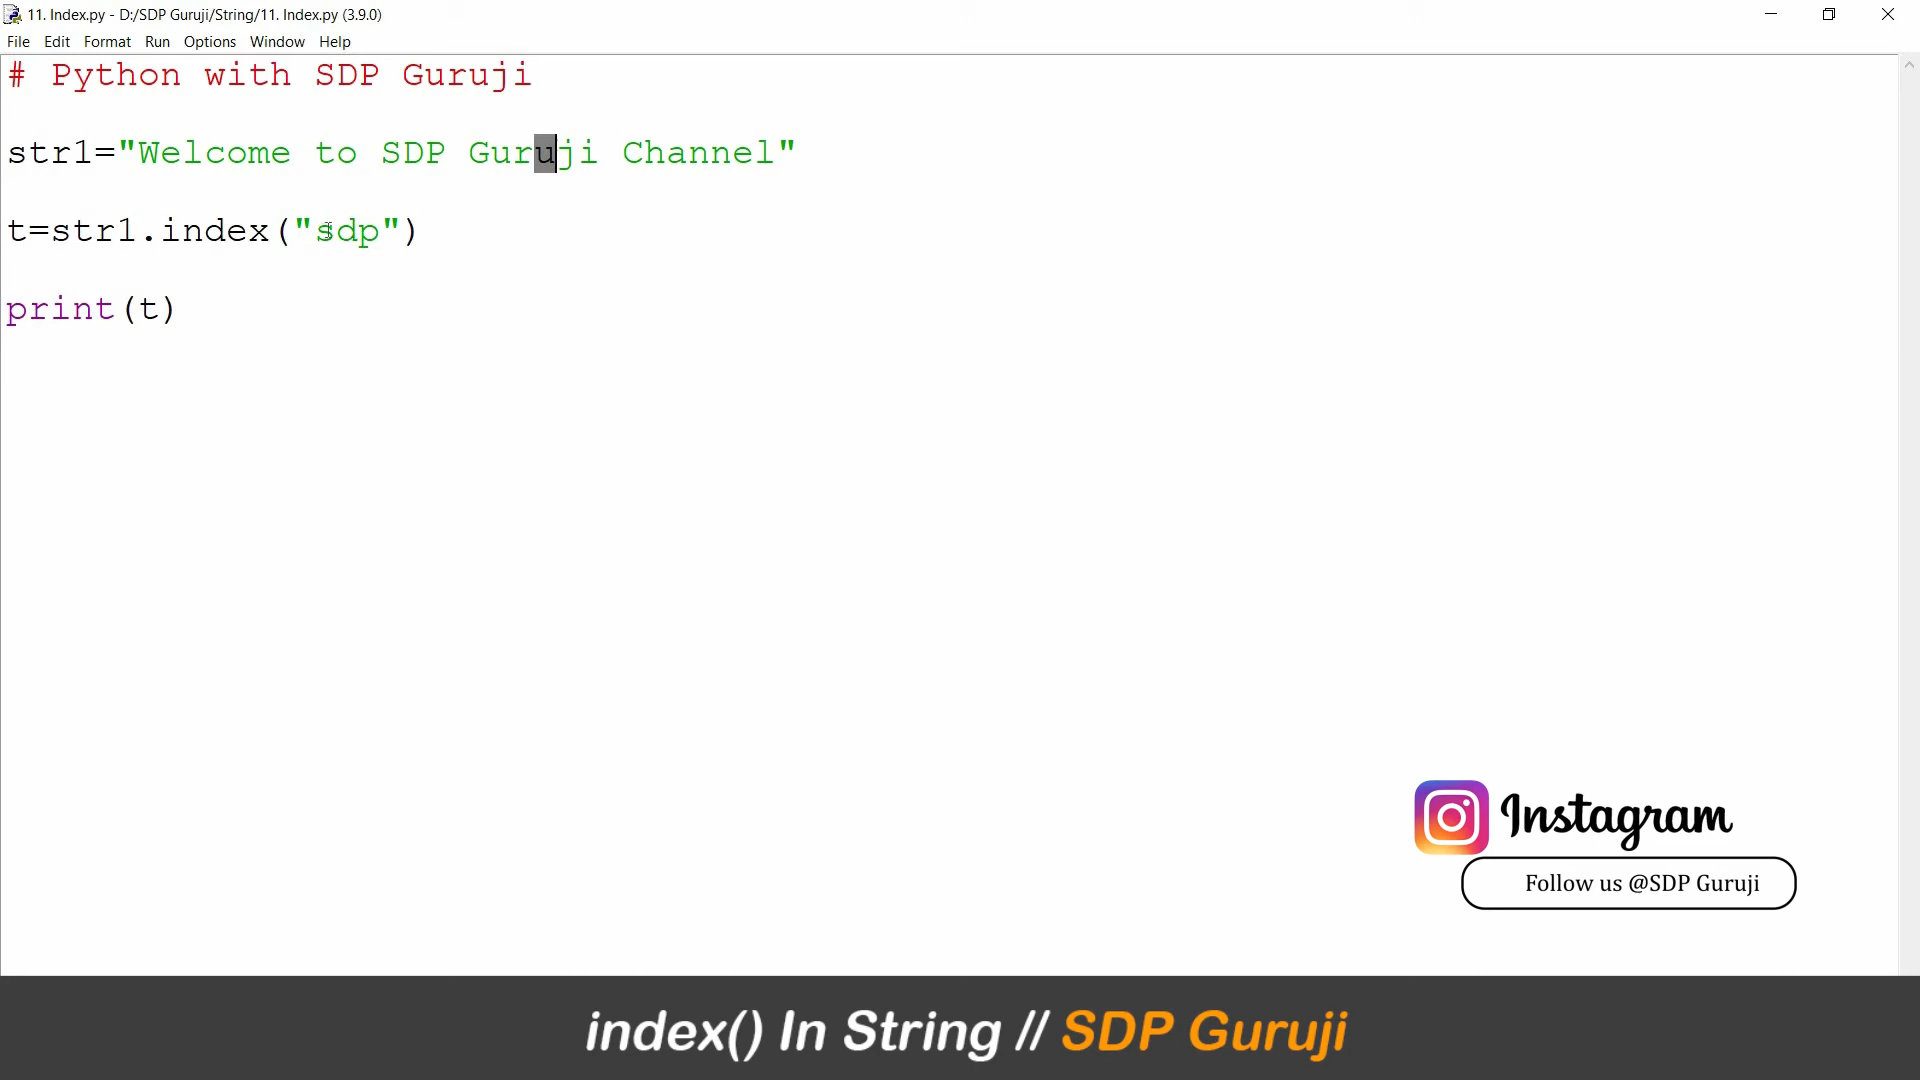 11. Index.py - D:/SDP Guruji/String/11. Index.py (3.9.0)
File Edit Format Run Options Window Help
# Python with SDP Guruji
str1="Welcome to SDP Guruji Channel"
t=str1.index("sdp")
print(t)
Instagram
Follow us @SDP Guruji
index() In String // SDP Guruji